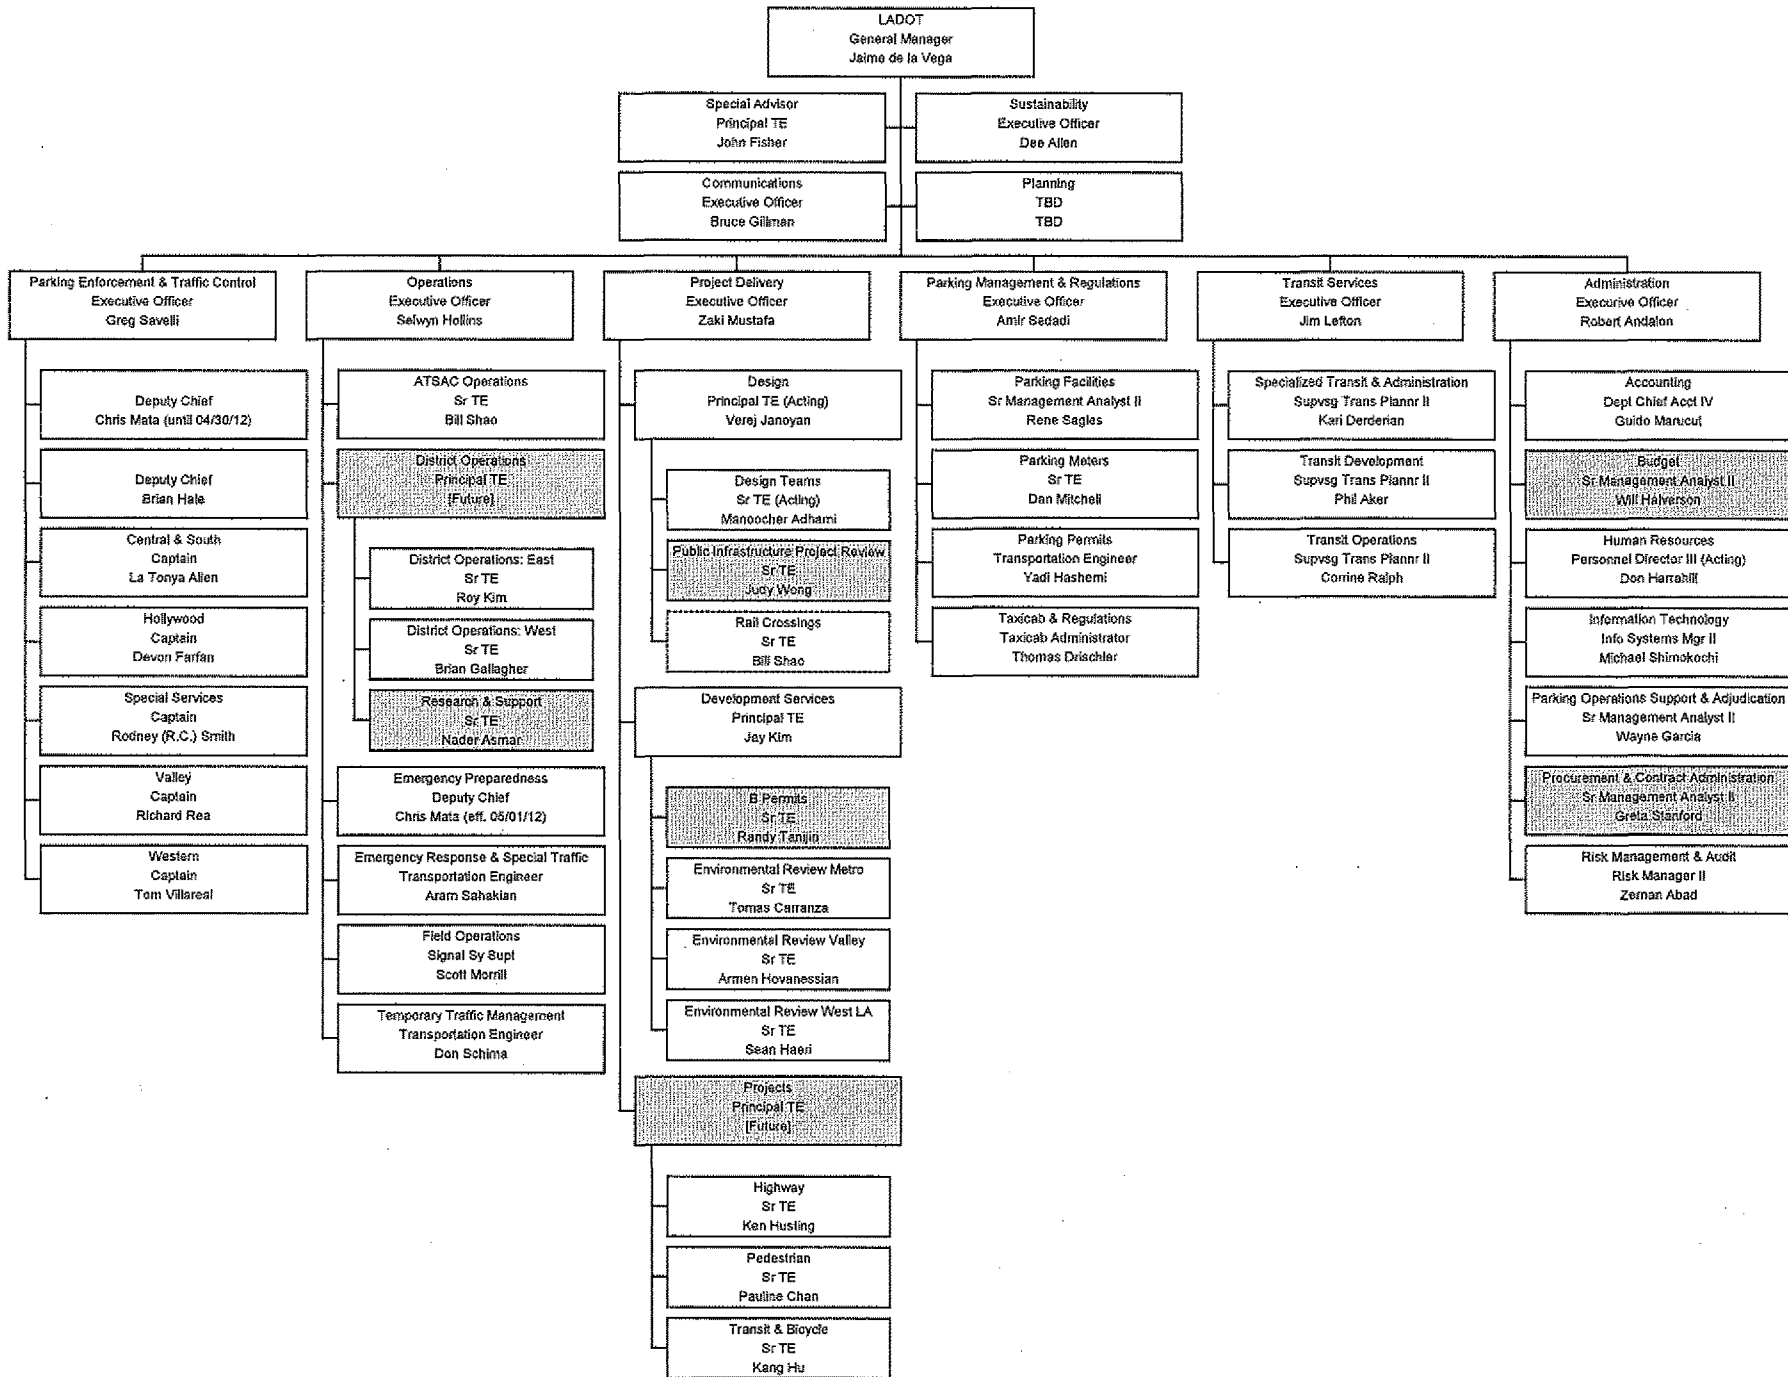 LADOT
General Manager
Jaime de la Vega
Special Advisor
Principal TE
John Fisher
Sustainability
Executive Officer
Dee Allen
Communications
Executive Officer
Bruce Gillman
Planning
TBD
TBD
Parking Enforcement & Traffic Control
Executive Officer
Greg Savelli
Deputy Chief
Chris Mata (until 04/30/12)
Deputy Chief
Brian Hale
Central & South
Captain
La Tonya Allen
Hollywood
Captain
Devon Farfan
Special Services
Captain
Rodney (R.C.) Smith
Valley
Captain
Richard Rea
Western
Captain
Tom Villareal
Operations
Executive Officer
Selwyn Hollins
ATSAC Operations
Sr TE
Bill Shao
District Operations
Principal TE
[Future]
District Operations: East
Sr TE
Roy Kim
District Operations: West
Sr TE
Brian Gallagher
Research & Support
Sr TE
Nader Asmar
Emergency Preparedness
Deputy Chief
Chris Mata (eff. 05/01/12)
Emergency Response & Special Traffic
Transportation Engineer
Aram Sahakian
Field Operations
Signal Sy Supt
Scott Morrill
Temporary Traffic Management
Transportation Engineer
Don Schima
Project Delivery
Executive Officer
Zaki Mustafa
Design
Principal TE (Acting)
Verej Janoyan
Design Teams
Sr TE (Acting)
Manoocher Adhami
Public Infrastructure Project Review
Sr TE
Judy Wong
Rail Crossings
Sr TE
Bill Shao
Development Services
Principal TE
Jay Kim
B Permits
Sr TE
Randy Tanijiri
Environmental Review Metro
Sr TE
Tomas Carranza
Environmental Review Valley
Sr TE
Armen Hovanessian
Environmental Review West LA
Sr TE
Sean Haeri
Projects
Principal TE
[Future]
Highway
Sr TE
Ken Husting
Pedestrian
Sr TE
Pauline Chan
Transit & Bicycle
Sr TE
Kang Hu
Parking Management & Regulations
Executive Officer
Amir Sedadi
Parking Facilities
Sr Management Analyst II
Rene Sagles
Parking Meters
Sr TE
Dan Mitchell
Parking Permits
Transportation Engineer
Yadi Hashemi
Taxicab & Regulations
Taxicab Administrator
Thomas Drischler
Transit Services
Executive Officer
Jim Lefton
Specialized Transit & Administration
Supvsg Trans Plannr II
Kari Derderian
Transit Development
Supvsg Trans Plannr II
Phil Aker
Transit Operations
Supvsg Trans Plannr II
Corrine Ralph
Administration
Executive Officer
Robert Andalon
Accounting
Dept Chief Acct IV
Guido Marucut
Budget
Sr Management Analyst II
Will Halverson
Human Resources
Personnel Director III (Acting)
Don Harrahill
Information Technology
Info Systems Mgr II
Michael Shimokochi
Parking Operations Support & Adjudication
Sr Management Analyst II
Wayne Garcia
Procurement & Contract Administration
Sr Management Analyst II
Greta Stanford
Risk Management & Audit
Risk Manager II
Zernan Abad